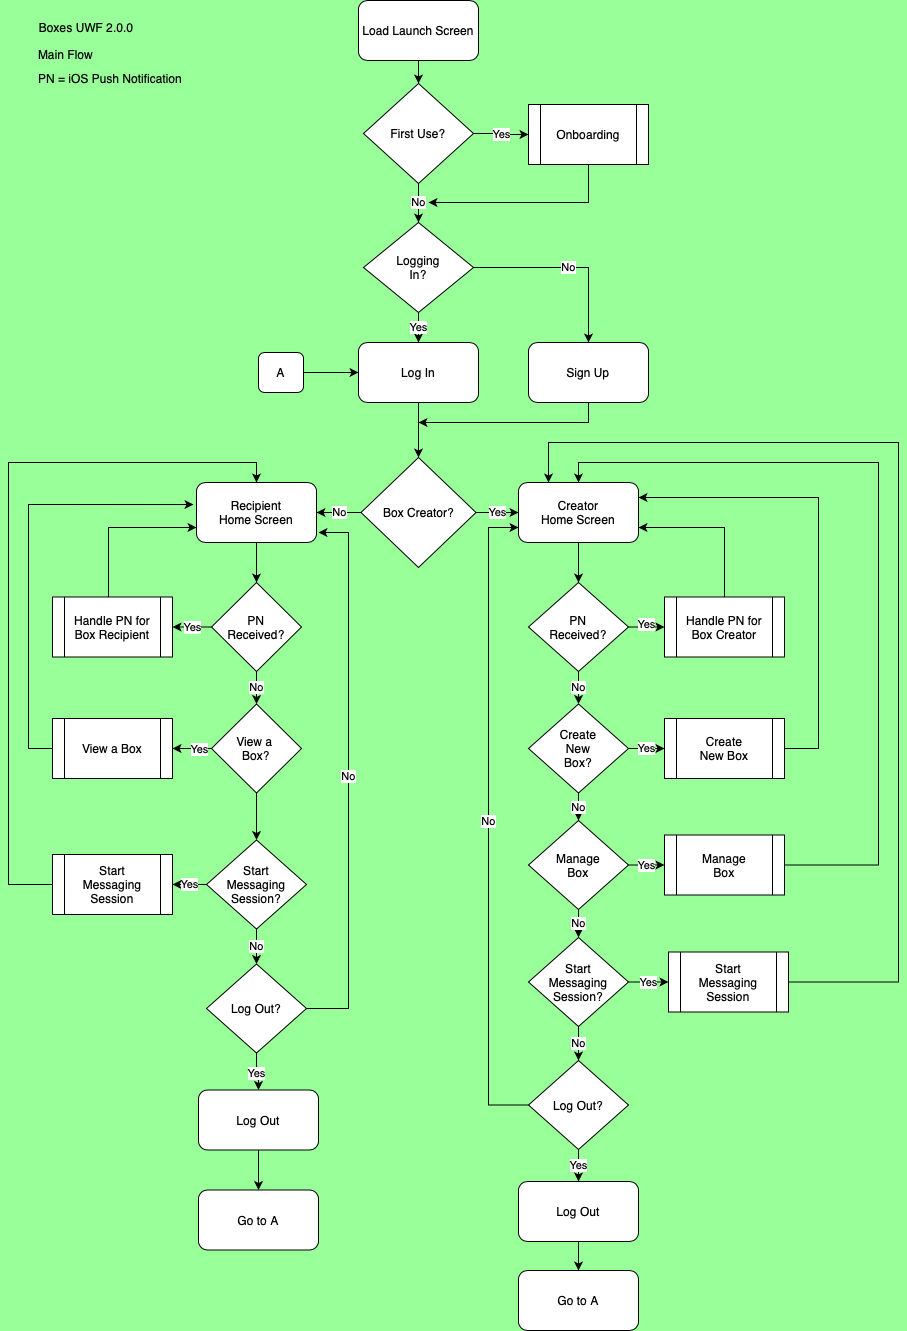 Load Launch Screen
Boxes UWF 2.0.0
Main Flow
PN = iOS Push Notification
First Use?
Yes
Onboarding
No
Logging
In?
No
Yes
A
Log In
Sign Up
Recipient
Home Screen
No
Box Creator?
Yes
Creator
Home Screen
Handle PN for
Box Recipient
Yes
PN
Received?
PN
Received?
Yes
Handle PN for
Box Creator
No
No
View a Box
Yes
View a
Box?
Create
New
Box?
Yes
Create
New Box
No
No
No
Manage
Box
Yes
Manage
Box
Start
Messaging
Session
Yes
Start
Messaging
Session?
No
No
Start
Messaging
Session?
Yes
Start
Messaging
Session
Log Out?
No
Yes
Log Out?
Log Out
Yes
Go to A
Log Out
Go to A